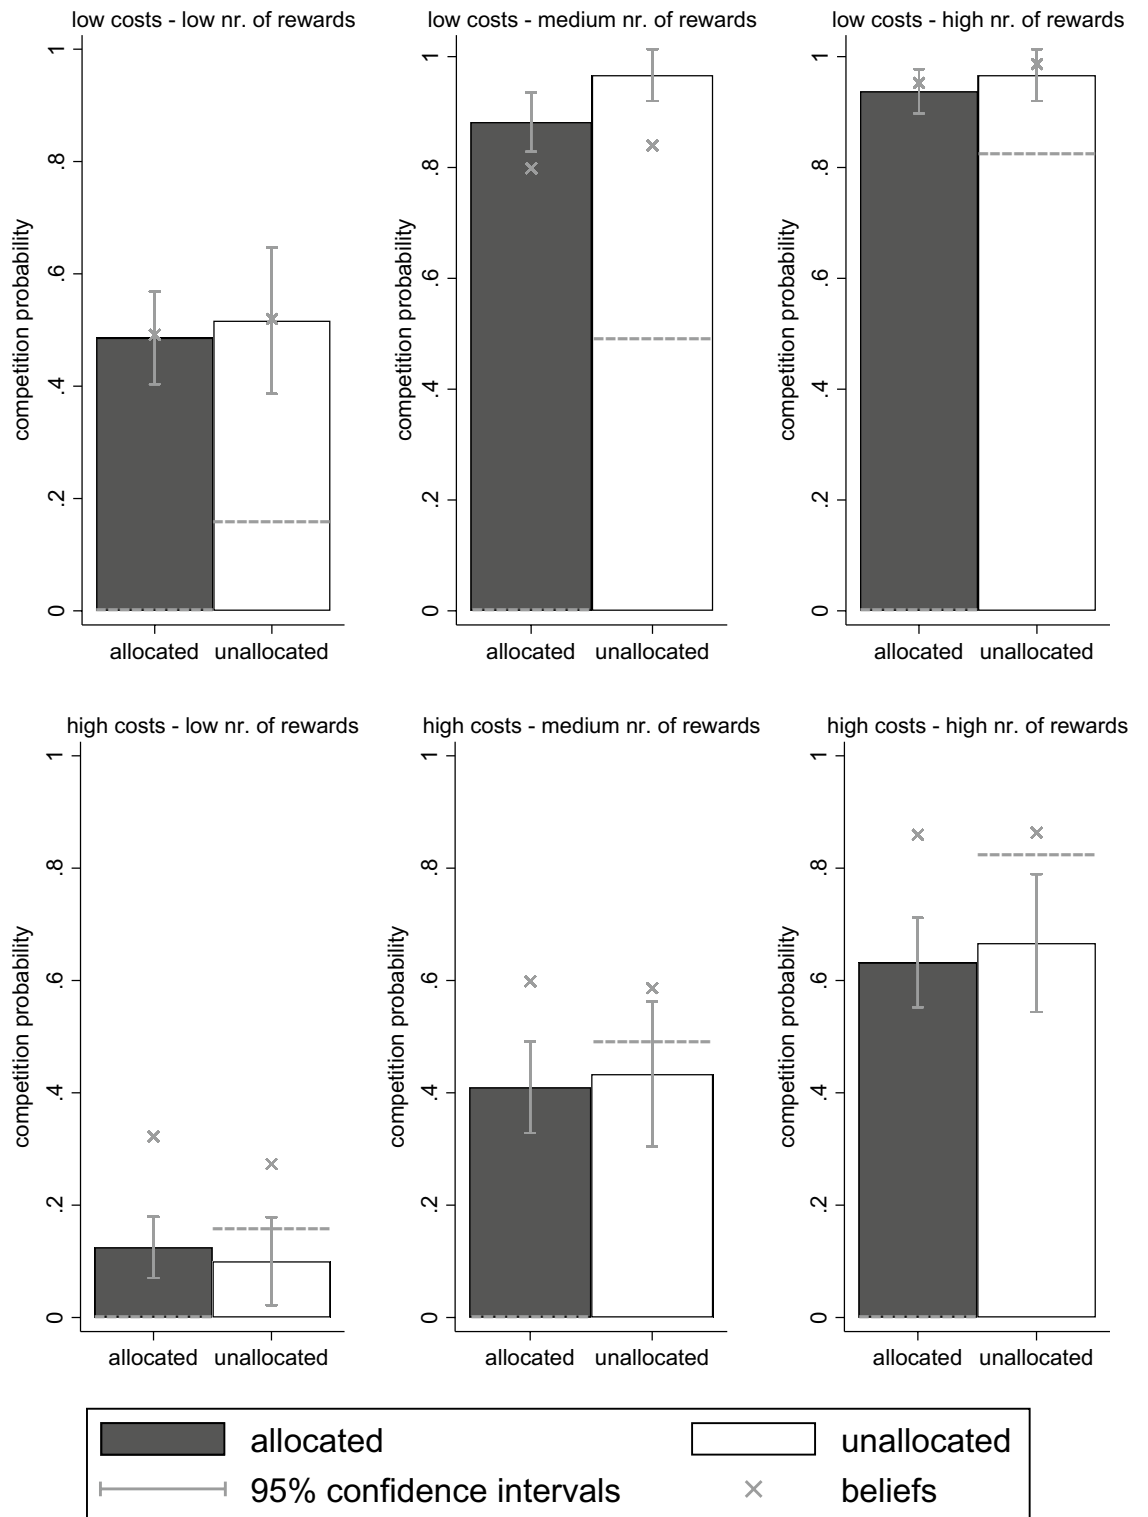 low costs - low nr. of rewards
low costs - medium nr. of rewards
low costs - high nr. of rewards
competition probability
0 .2 .4 .6 .8 1
allocated unallocated
competition probability
0 .2 .4 .6 .8 1
allocated unallocated
competition probability
0 .2 .4 .6 .8 1
allocated unallocated
high costs - low nr. of rewards
high costs - medium nr. of rewards
high costs - high nr. of rewards
competition probability
0 .2 .4 .6 .8 1
allocated unallocated
competition probability
0 .2 .4 .6 .8 1
allocated unallocated
competition probability
0 .2 .4 .6 .8 1
allocated unallocated
allocated
unallocated
95% confidence intervals
beliefs